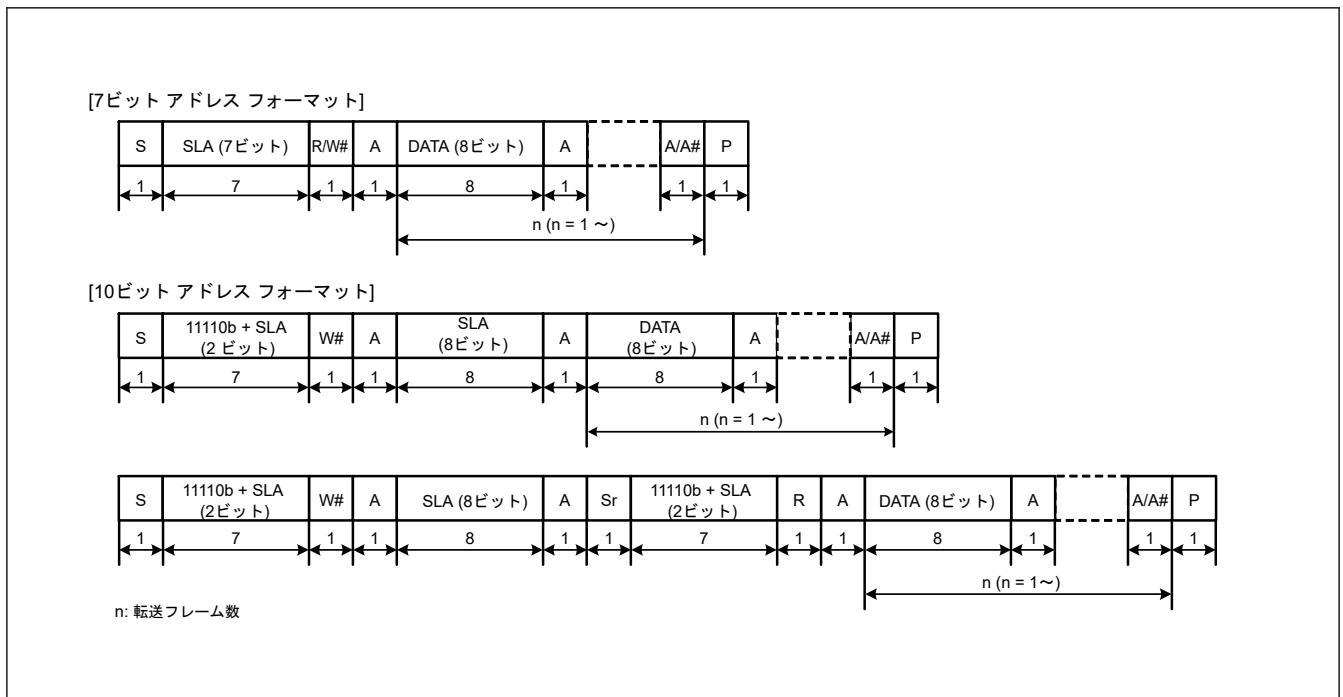 [7ビット アドレス フォーマット]
S SLA (7ビット) R/W# A DATA (8ビット) A A/A# P
1 7 1 1 8 1 1 1
n (n = 1 ~)
[10ビット アドレス フォーマット]
S 11110b + SLA (2 ビット) W# A SLA (8ビット) A DATA (8ビット) A A/A# P
1 7 1 1 8 1 8 1 1 1
n (n = 1 ~)
S 11110b + SLA (2ビット) W# A SLA (8ビット) A Sr 11110b + SLA (2ビット) R A DATA (8ビット) A A/A# P
1 7 1 1 8 1 1 7 1 1 8 1 1 1
n (n = 1~)
n: 転送フレーム数